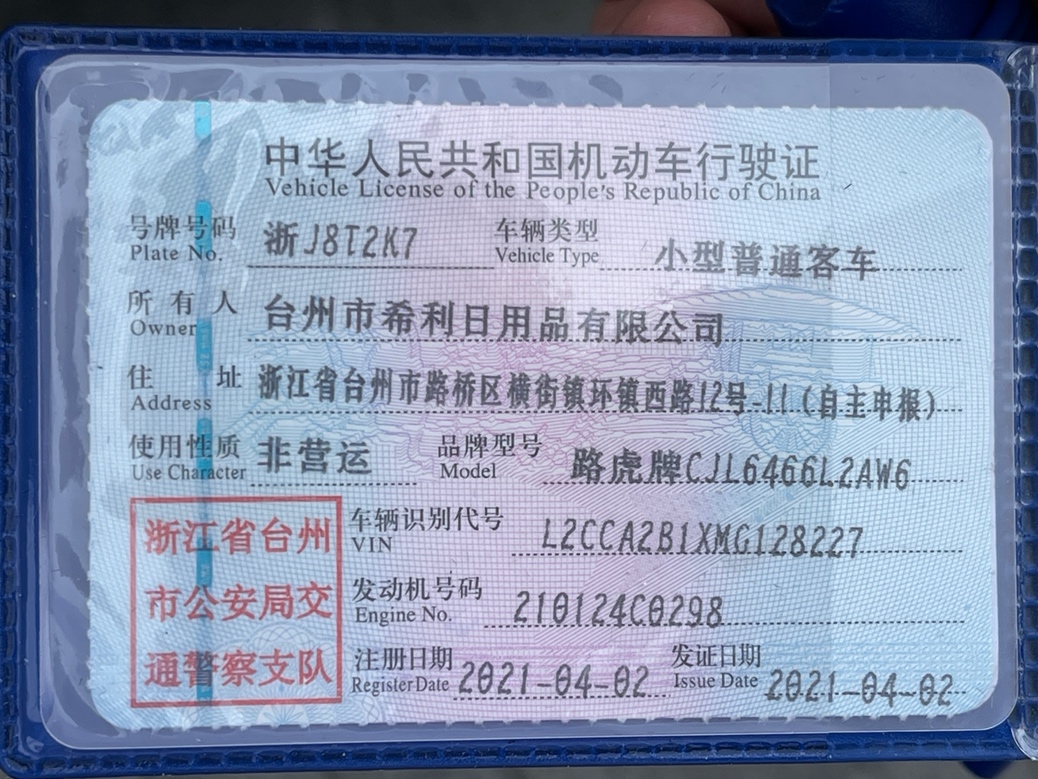 中华人民共和国机动车行驶证
Vehicle License of the People's Republic of China
号牌号码 浙J8T2K7 车辆类型 小型普通客车
Plate No. Vehicle Type
所有人 台州市希利日用品有限公司
Owner
住址 浙江省台州市路桥区横街镇环镇西路12号-11(自主申报)
Address
使用性质 非营运 品牌型号 路虎牌CJL6466L2AW6
Use Character Model
浙江省台州
市公安局交
通警察支队
车辆识别代号 L2CCA2B1XMG128227
VIN
发动机号码 210124C0298
Engine No.
注册日期 2021-04-02 发证日期 2021-04-02
Register Date Issue Date